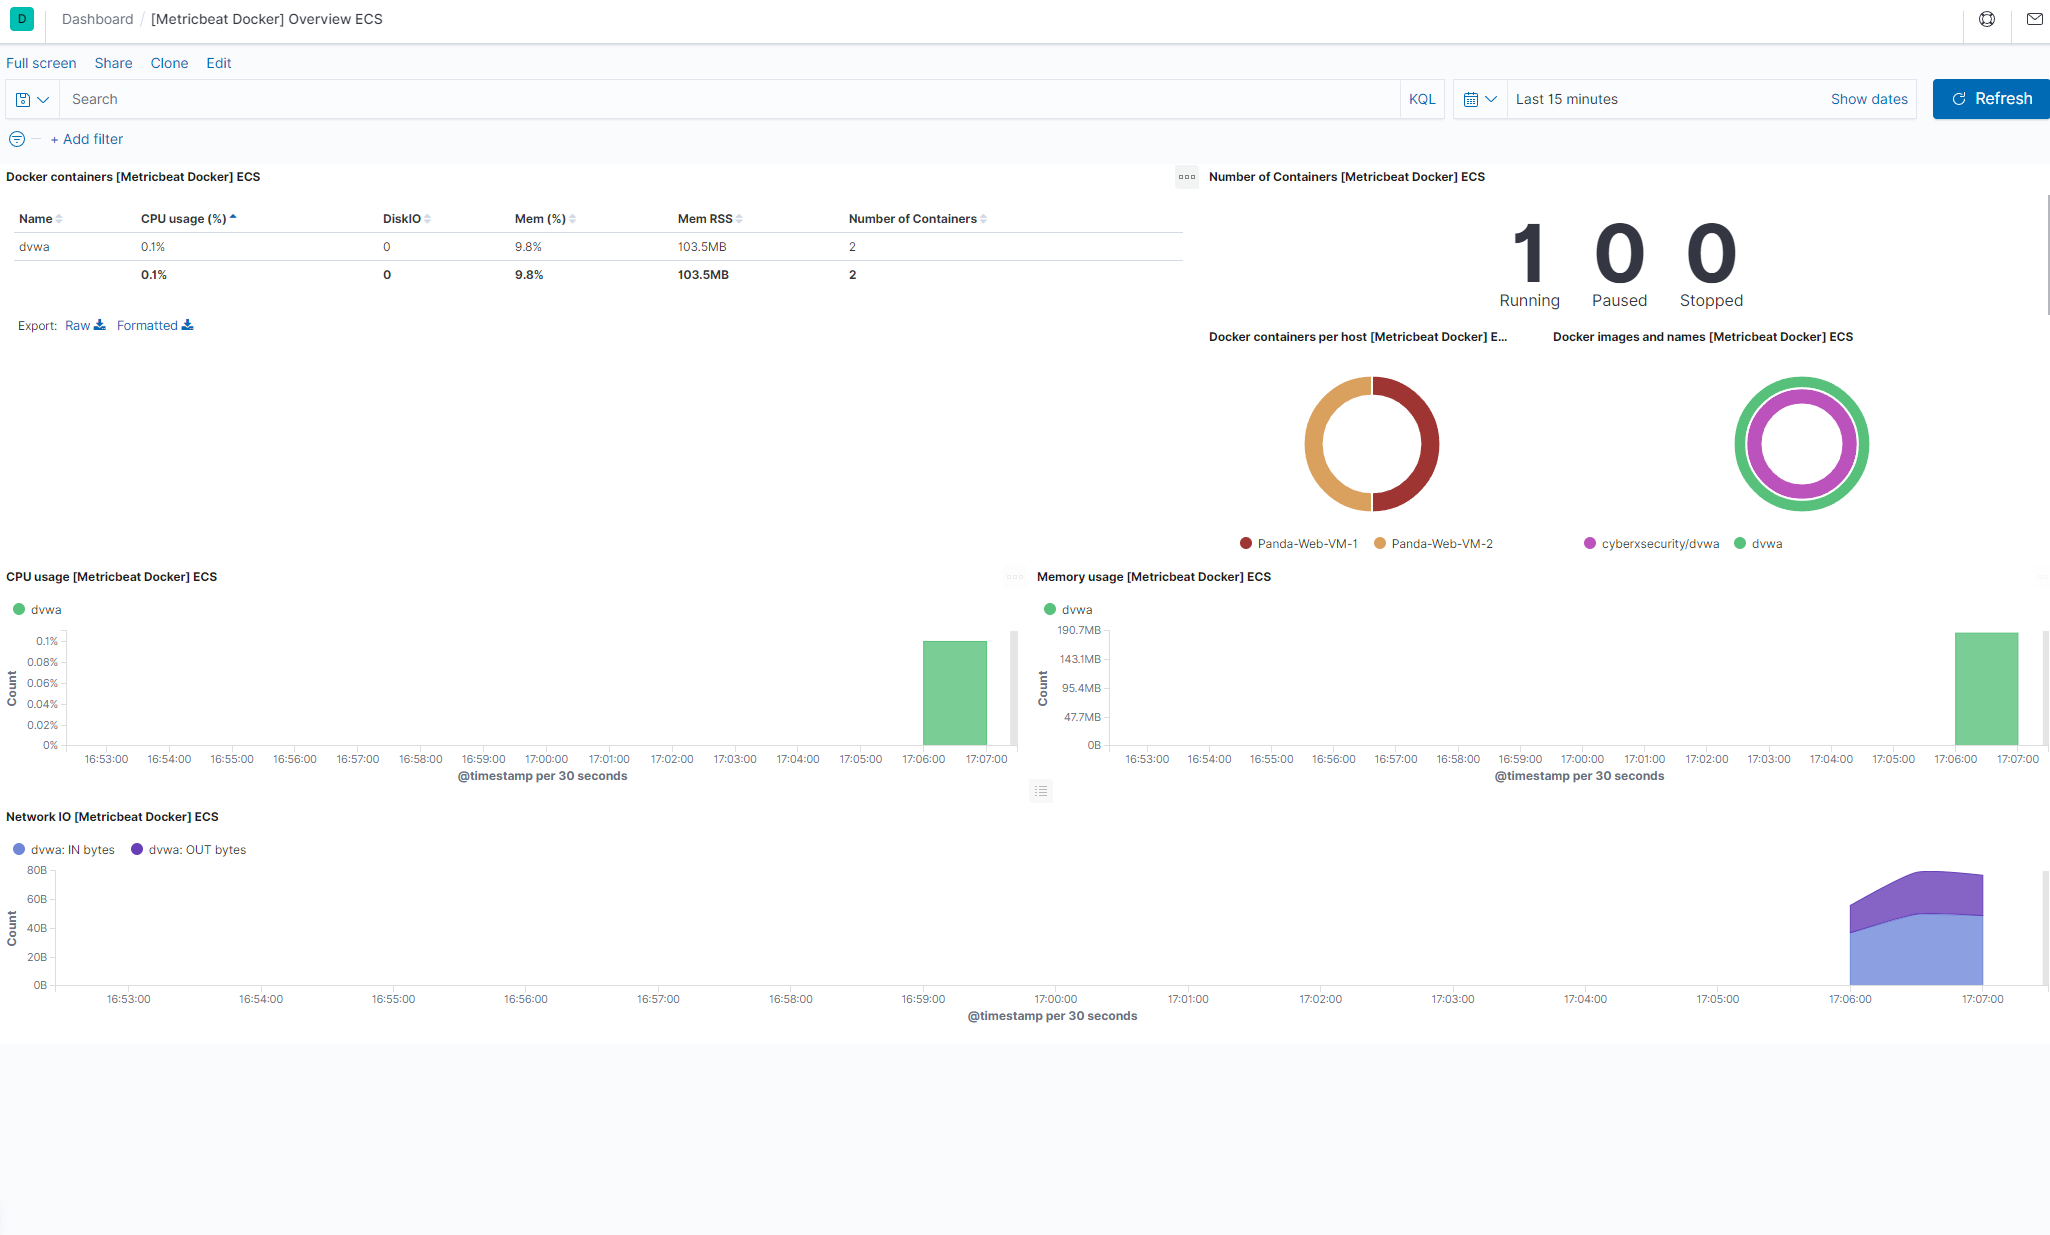 D Dashboard / [Metricbeat Docker] Overview ECS
Full screen Share Clone Edit
Search KQL Last 15 minutes Show dates Refresh
+ Add filter
Docker containers [Metricbeat Docker] ECS
Name CPU usage (%) DiskIO Mem (%) Mem RSS Number of Containers
dvwa 0.1% 0 9.8% 103.5MB 2
0.1% 0 9.8% 103.5MB 2
Export: Raw Formatted
Number of Containers [Metricbeat Docker] ECS
1 0 0
Running Paused Stopped
Docker containers per host [Metricbeat Docker] E...
Panda-Web-VM-1 Panda-Web-VM-2
Docker images and names [Metricbeat Docker] ECS
cyberxsecurity/dvwa dvwa
CPU usage [Metricbeat Docker] ECS
dvwa
Count
0.1%
0.08%
0.06%
0.04%
0.02%
0%
16:53:00 16:54:00 16:55:00 16:56:00 16:57:00 16:58:00 16:59:00 17:00:00 17:01:00 17:02:00 17:03:00 17:04:00 17:05:00 17:06:00 17:07:00
@timestamp per 30 seconds
Memory usage [Metricbeat Docker] ECS
dvwa
Count
190.7MB
143.1MB
95.4MB
47.7MB
0B
16:53:00 16:54:00 16:55:00 16:56:00 16:57:00 16:58:00 16:59:00 17:00:00 17:01:00 17:02:00 17:03:00 17:04:00 17:05:00 17:06:00 17:07:00
@timestamp per 30 seconds
Network IO [Metricbeat Docker] ECS
dvwa: IN bytes dvwa: OUT bytes
Count
80B
60B
40B
20B
0B
16:53:00 16:54:00 16:55:00 16:56:00 16:57:00 16:58:00 16:59:00 17:00:00 17:01:00 17:02:00 17:03:00 17:04:00 17:05:00 17:06:00 17:07:00
@timestamp per 30 seconds